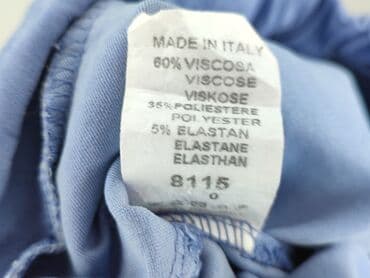 MADE IN ITALY
60% VISCOSA
VISCOSE
VISKOSE
35% POLIESTERE
POLYESTER
5% ELASTAN
ELASTANE
ELASTHAN
8115
0